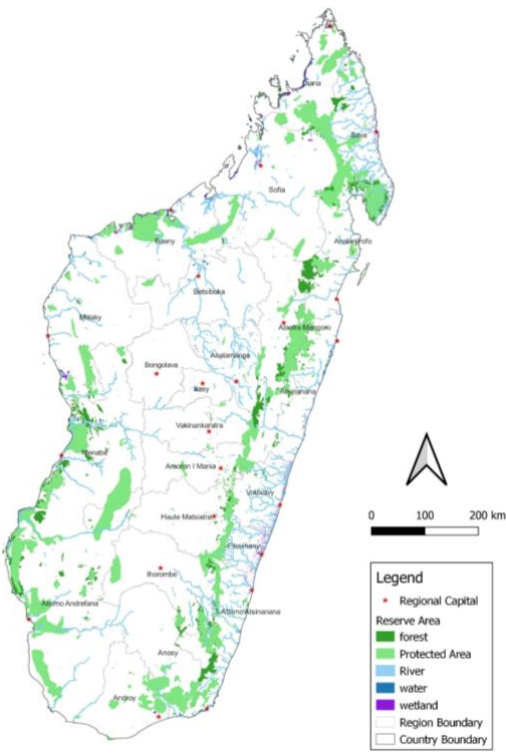 Diana
Sava
Sofia
Boeny
Analanjirofo
Betsiboka
Melaky
Alaotra Mangoro
Analamanga
Bongolava
Itasy
Atsinanana
Vakinankaratra
Menabe
Amoron I Mania
Vatovavy
Haute Matsiatra
Fitovinany
Ihorombe
Atsimo Andrefana
Atsimo Atsinanana
Anosy
Androy
0 100 200 km
Legend
Regional Capital
Reserve Area
forest
Protected Area
River
water
wetland
Region Boundary
Country Boundary